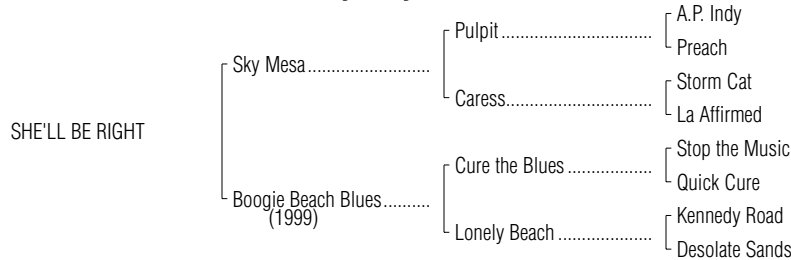 A.P. Indy
Pulpit
Preach
Sky Mesa
Storm Cat
Caress
La Affirmed
SHE'LL BE RIGHT
Stop the Music
Cure the Blues
Quick Cure
Boogie Beach Blues
(1999)
Kennedy Road
Lonely Beach
Desolate Sands